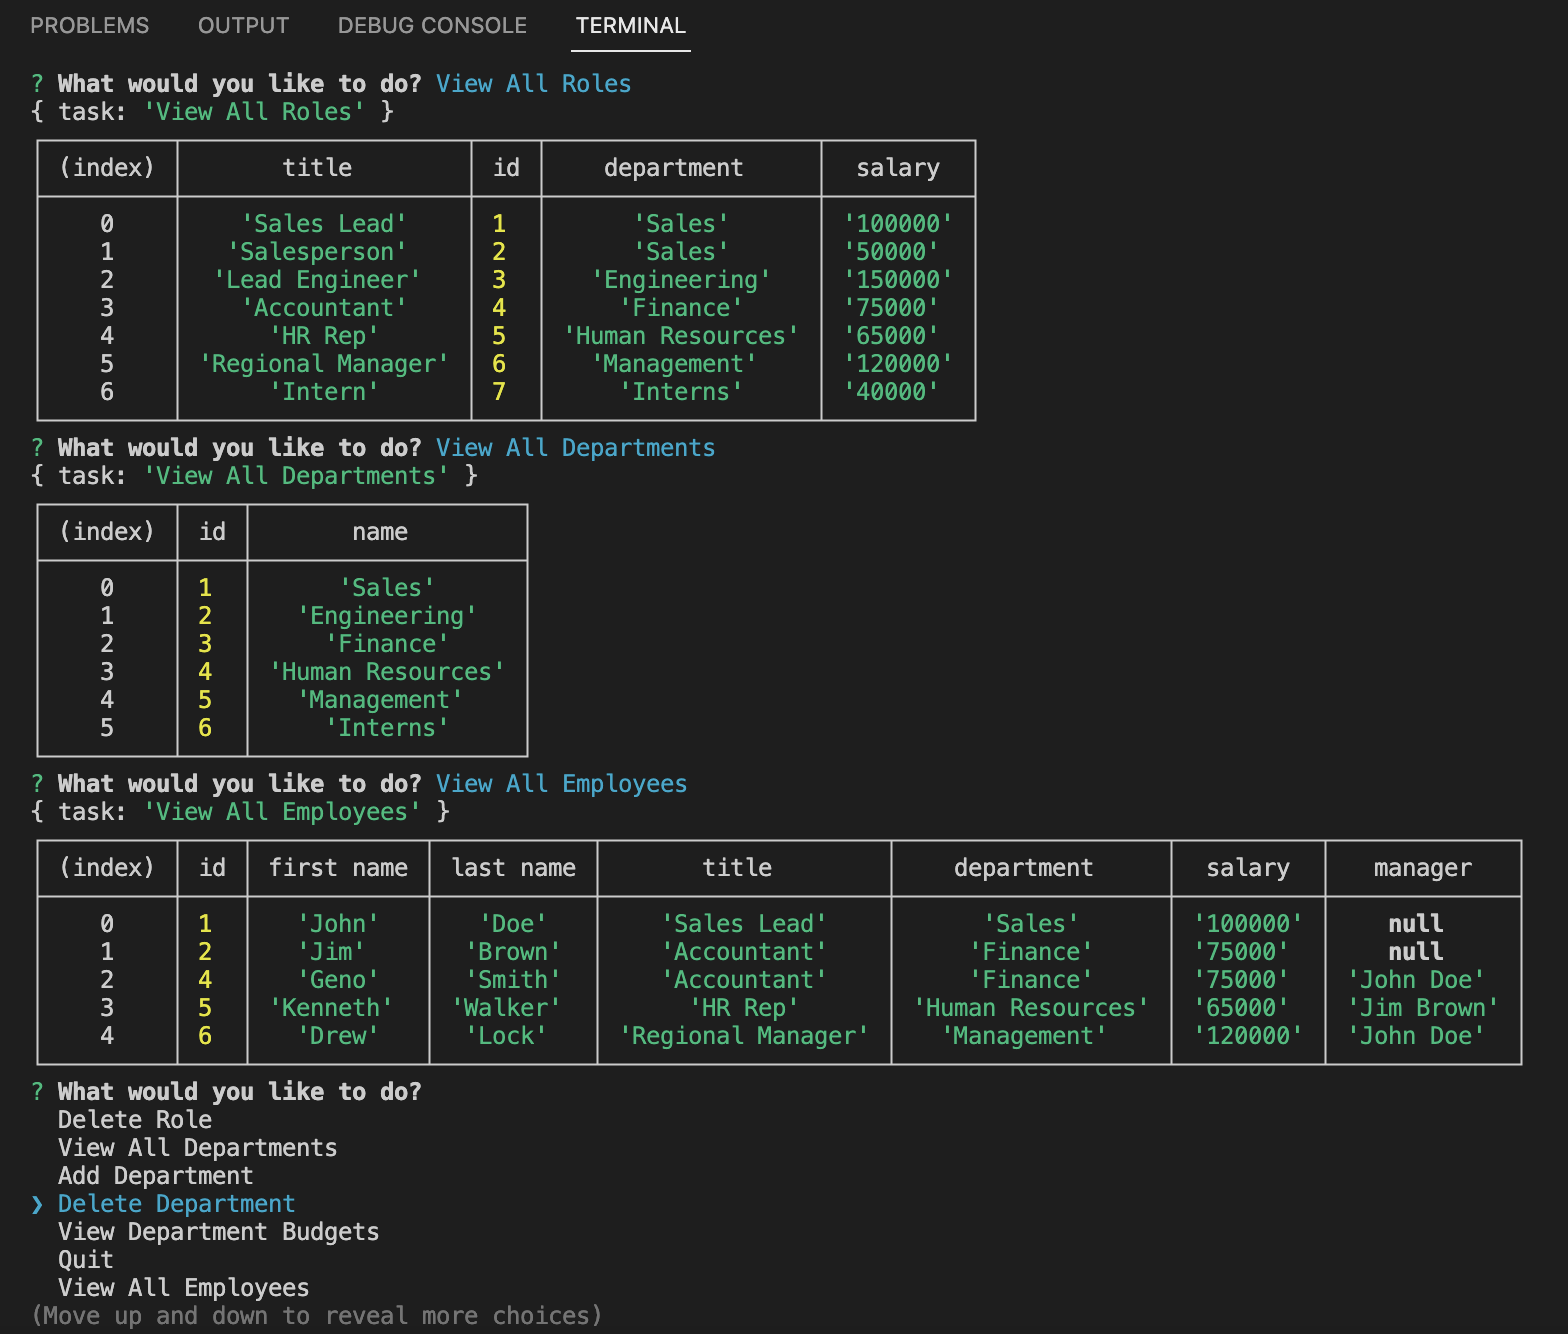 PROBLEMS OUTPUT DEBUG CONSOLE TERMINAL
? What would you like to do? View All Roles
{ task: 'View All Roles' }
(index) title id department salary
0 'Sales Lead' 1 'Sales' '100000'
1 'Salesperson' 2 'Sales' '50000'
2 'Lead Engineer' 3 'Engineering' '150000'
3 'Accountant' 4 'Finance' '75000'
4 'HR Rep' 5 'Human Resources' '65000'
5 'Regional Manager' 6 'Management' '120000'
6 'Intern' 7 'Interns' '40000'
? What would you like to do? View All Departments
{ task: 'View All Departments' }
(index) id name
0 1 'Sales'
1 2 'Engineering'
2 3 'Finance'
3 4 'Human Resources'
4 5 'Management'
5 6 'Interns'
? What would you like to do? View All Employees
{ task: 'View All Employees' }
(index) id first name last name title department salary manager
0 1 'John' 'Doe' 'Sales Lead' 'Sales' '100000' null
1 2 'Jim' 'Brown' 'Accountant' 'Finance' '75000' null
2 4 'Geno' 'Smith' 'Accountant' 'Finance' '75000' 'John Doe'
3 5 'Kenneth' 'Walker' 'HR Rep' 'Human Resources' '65000' 'Jim Brown'
4 6 'Drew' 'Lock' 'Regional Manager' 'Management' '120000' 'John Doe'
? What would you like to do?
Delete Role
View All Departments
Add Department
❯ Delete Department
View Department Budgets
Quit
View All Employees
(Move up and down to reveal more choices)